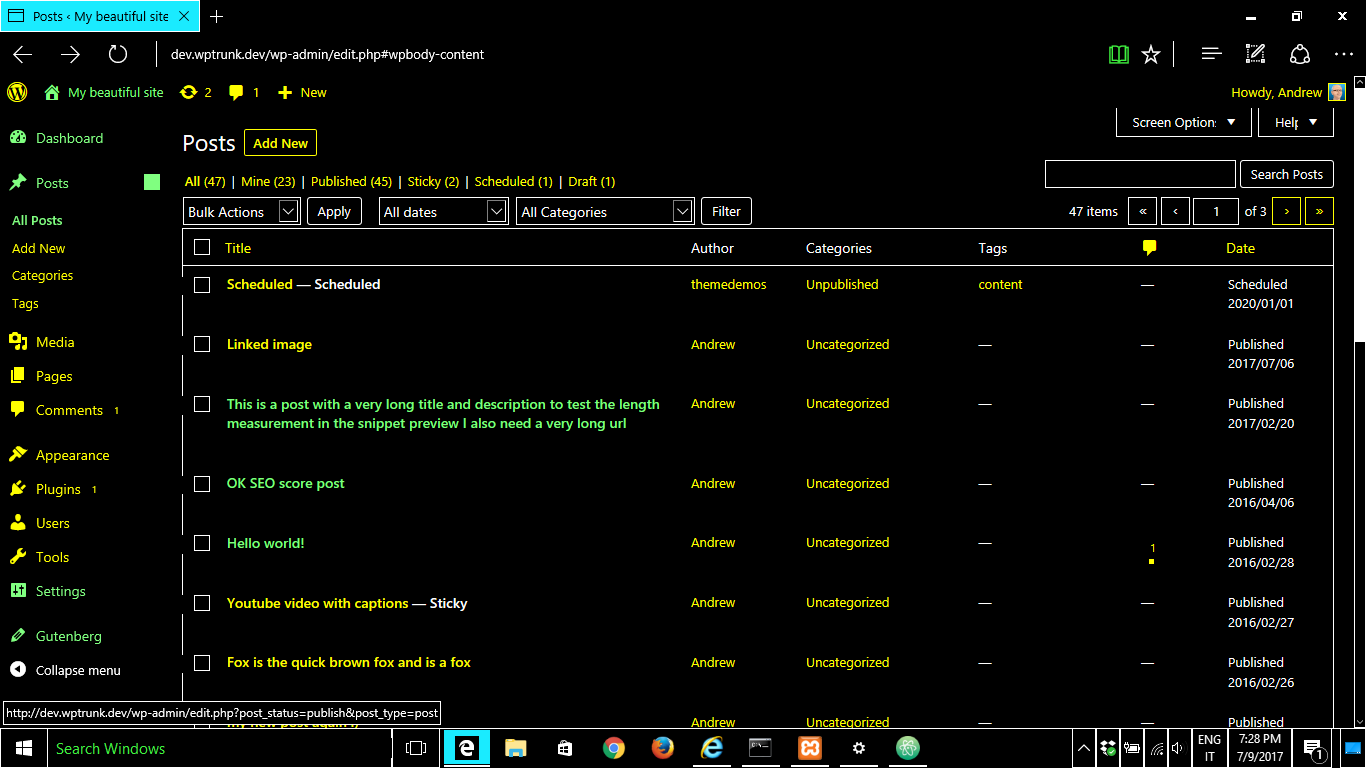 Posts ‹ My beautiful site
dev.wptrunk.dev/wp-admin/edit.php#wpbody-content
My beautiful site 2 1 New Howdy, Andrew
Screen Options Help
Dashboard
Posts
All Posts
Add New
Categories
Tags
Media
Pages
Comments 1
Appearance
Plugins 1
Users
Tools
Settings
Gutenberg
Collapse menu
Posts Add New
All (47) | Mine (23) | Published (45) | Sticky (2) | Scheduled (1) | Draft (1)
Search Posts
Bulk Actions Apply All dates All Categories Filter 47 items « ‹ 1 of 3 › »
Title Author Categories Tags Date
Scheduled — Scheduled themedemos Unpublished content — Scheduled
2020/01/01
Linked image Andrew Uncategorized — — Published
2017/07/06
This is a post with a very long title and description to test the length Andrew Uncategorized — — Published
measurement in the snippet preview I also need a very long url 2017/02/20
OK SEO score post Andrew Uncategorized — — Published
2016/04/06
Hello world! Andrew Uncategorized — 1 Published
2016/02/28
Youtube video with captions — Sticky Andrew Uncategorized — — Published
2016/02/27
Fox is the quick brown fox and is a fox Andrew Uncategorized — — Published
2016/02/26
my new post again :) Andrew Uncategorized — — Published
http://dev.wptrunk.dev/wp-admin/edit.php?post_status=publish&post_type=post
Search Windows
ENG
IT
7:28 PM
7/9/2017
1